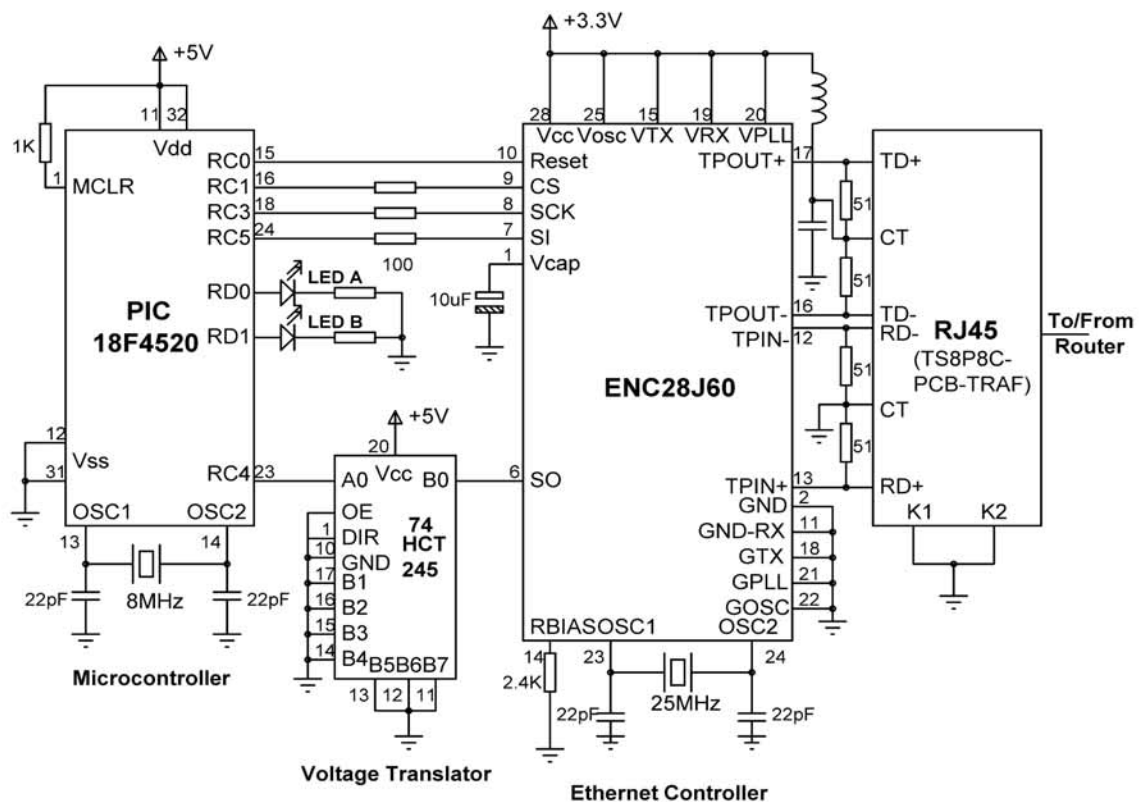 +3.3V
+5V
11 32
Vdd
1K
1
MCLR
RC0 15
RC1 16
RC3 18
RC5 24
100
RD0
LED A
RD1
LED B
PIC
18F4520
12
Vss
31
RC4 23
OSC1 OSC2
13 14
22pF
8MHz
22pF
Microcontroller
+5V
20
Vcc
A0 B0
OE
1 DIR
10 GND
17 B1
16 B2
15 B3
14 B4
B5B6B7
13 12 11
74
HCT
245
Voltage Translator
28 25 15 19 20
Vcc Vosc VTX VRX VPLL
10 Reset
9 CS
8 SCK
7 SI
1 Vcap
10uF
6 SO
ENC28J60
TPOUT+ 17
TPOUT- 16
TPIN- 12
TPIN+ 13
GND 2
GND-RX 11
GTX 18
GPLL 21
GOSC 22
RBIASOSC1 OSC2
14 23 24
2.4K
22pF
25MHz
22pF
Ethernet Controller
TD+
51
CT
51
TD-
RD-
51
CT
51
RD+
RJ45
(TS8P8C-
PCB-TRAF)
K1 K2
To/From
Router